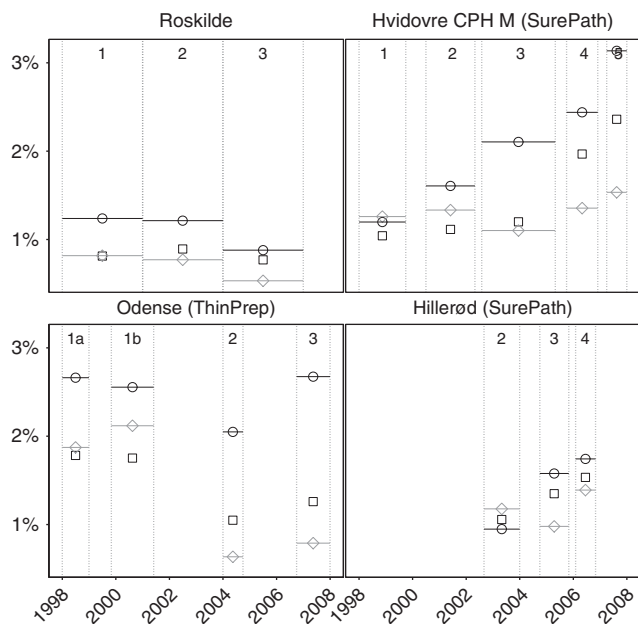 Roskilde
Hvidovre CPH M (SurePath)
1 2 3
1 2 3 4 5
3%
2%
1%
Odense (ThinPrep)
Hillerød (SurePath)
1a 1b 2 3
2 3 4
3%
2%
1%
1998 2000 2002 2004 2006 2008
1998 2000 2002 2004 2006 2008